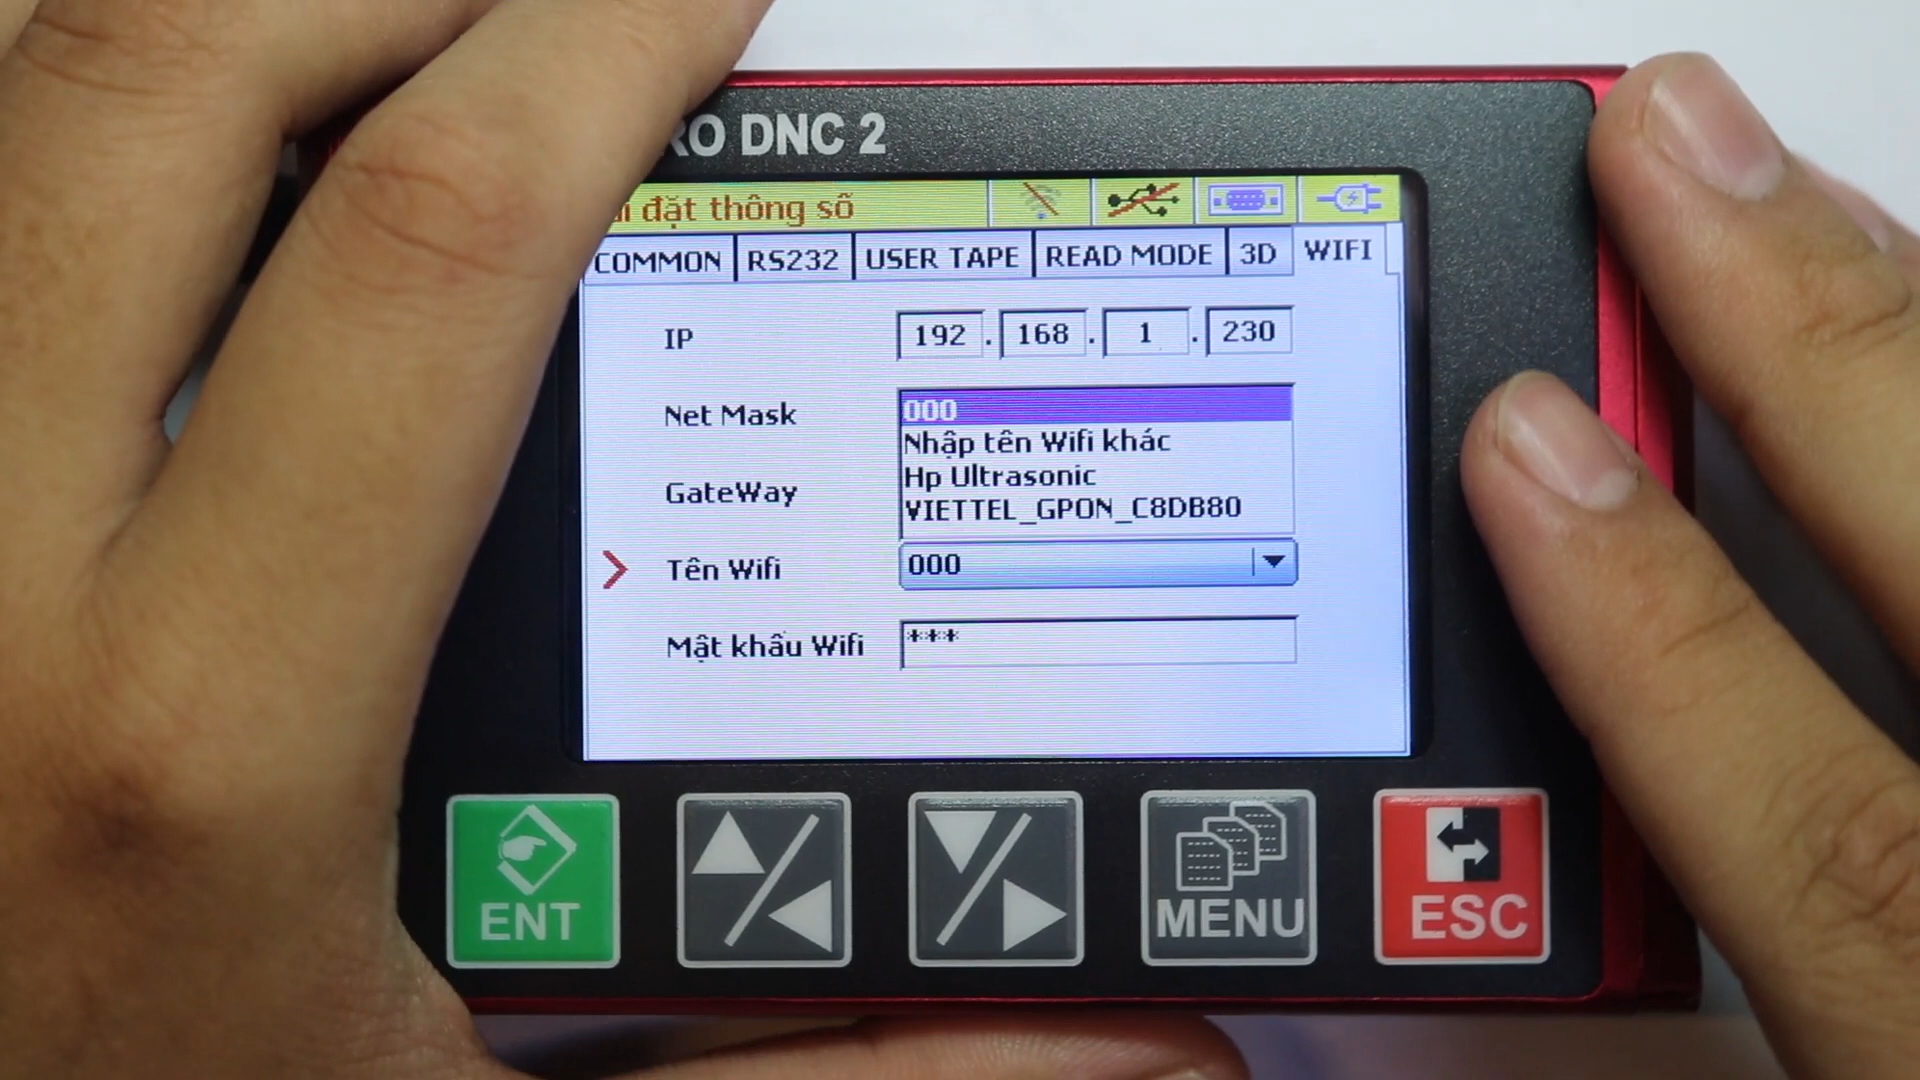 RO DNC 2
đặt thông số
COMMON RS232 USER TAPE READ MODE 3D WIFI
IP 192 . 168 . 1 . 230
Net Mask
000
Nhập tên Wifi khác
GateWay
Hp Ultrasonic
VIETTEL_GPON_C8DB80
Tên Wifi 000
Mật khẩu Wifi ***
ENT MENU ESC